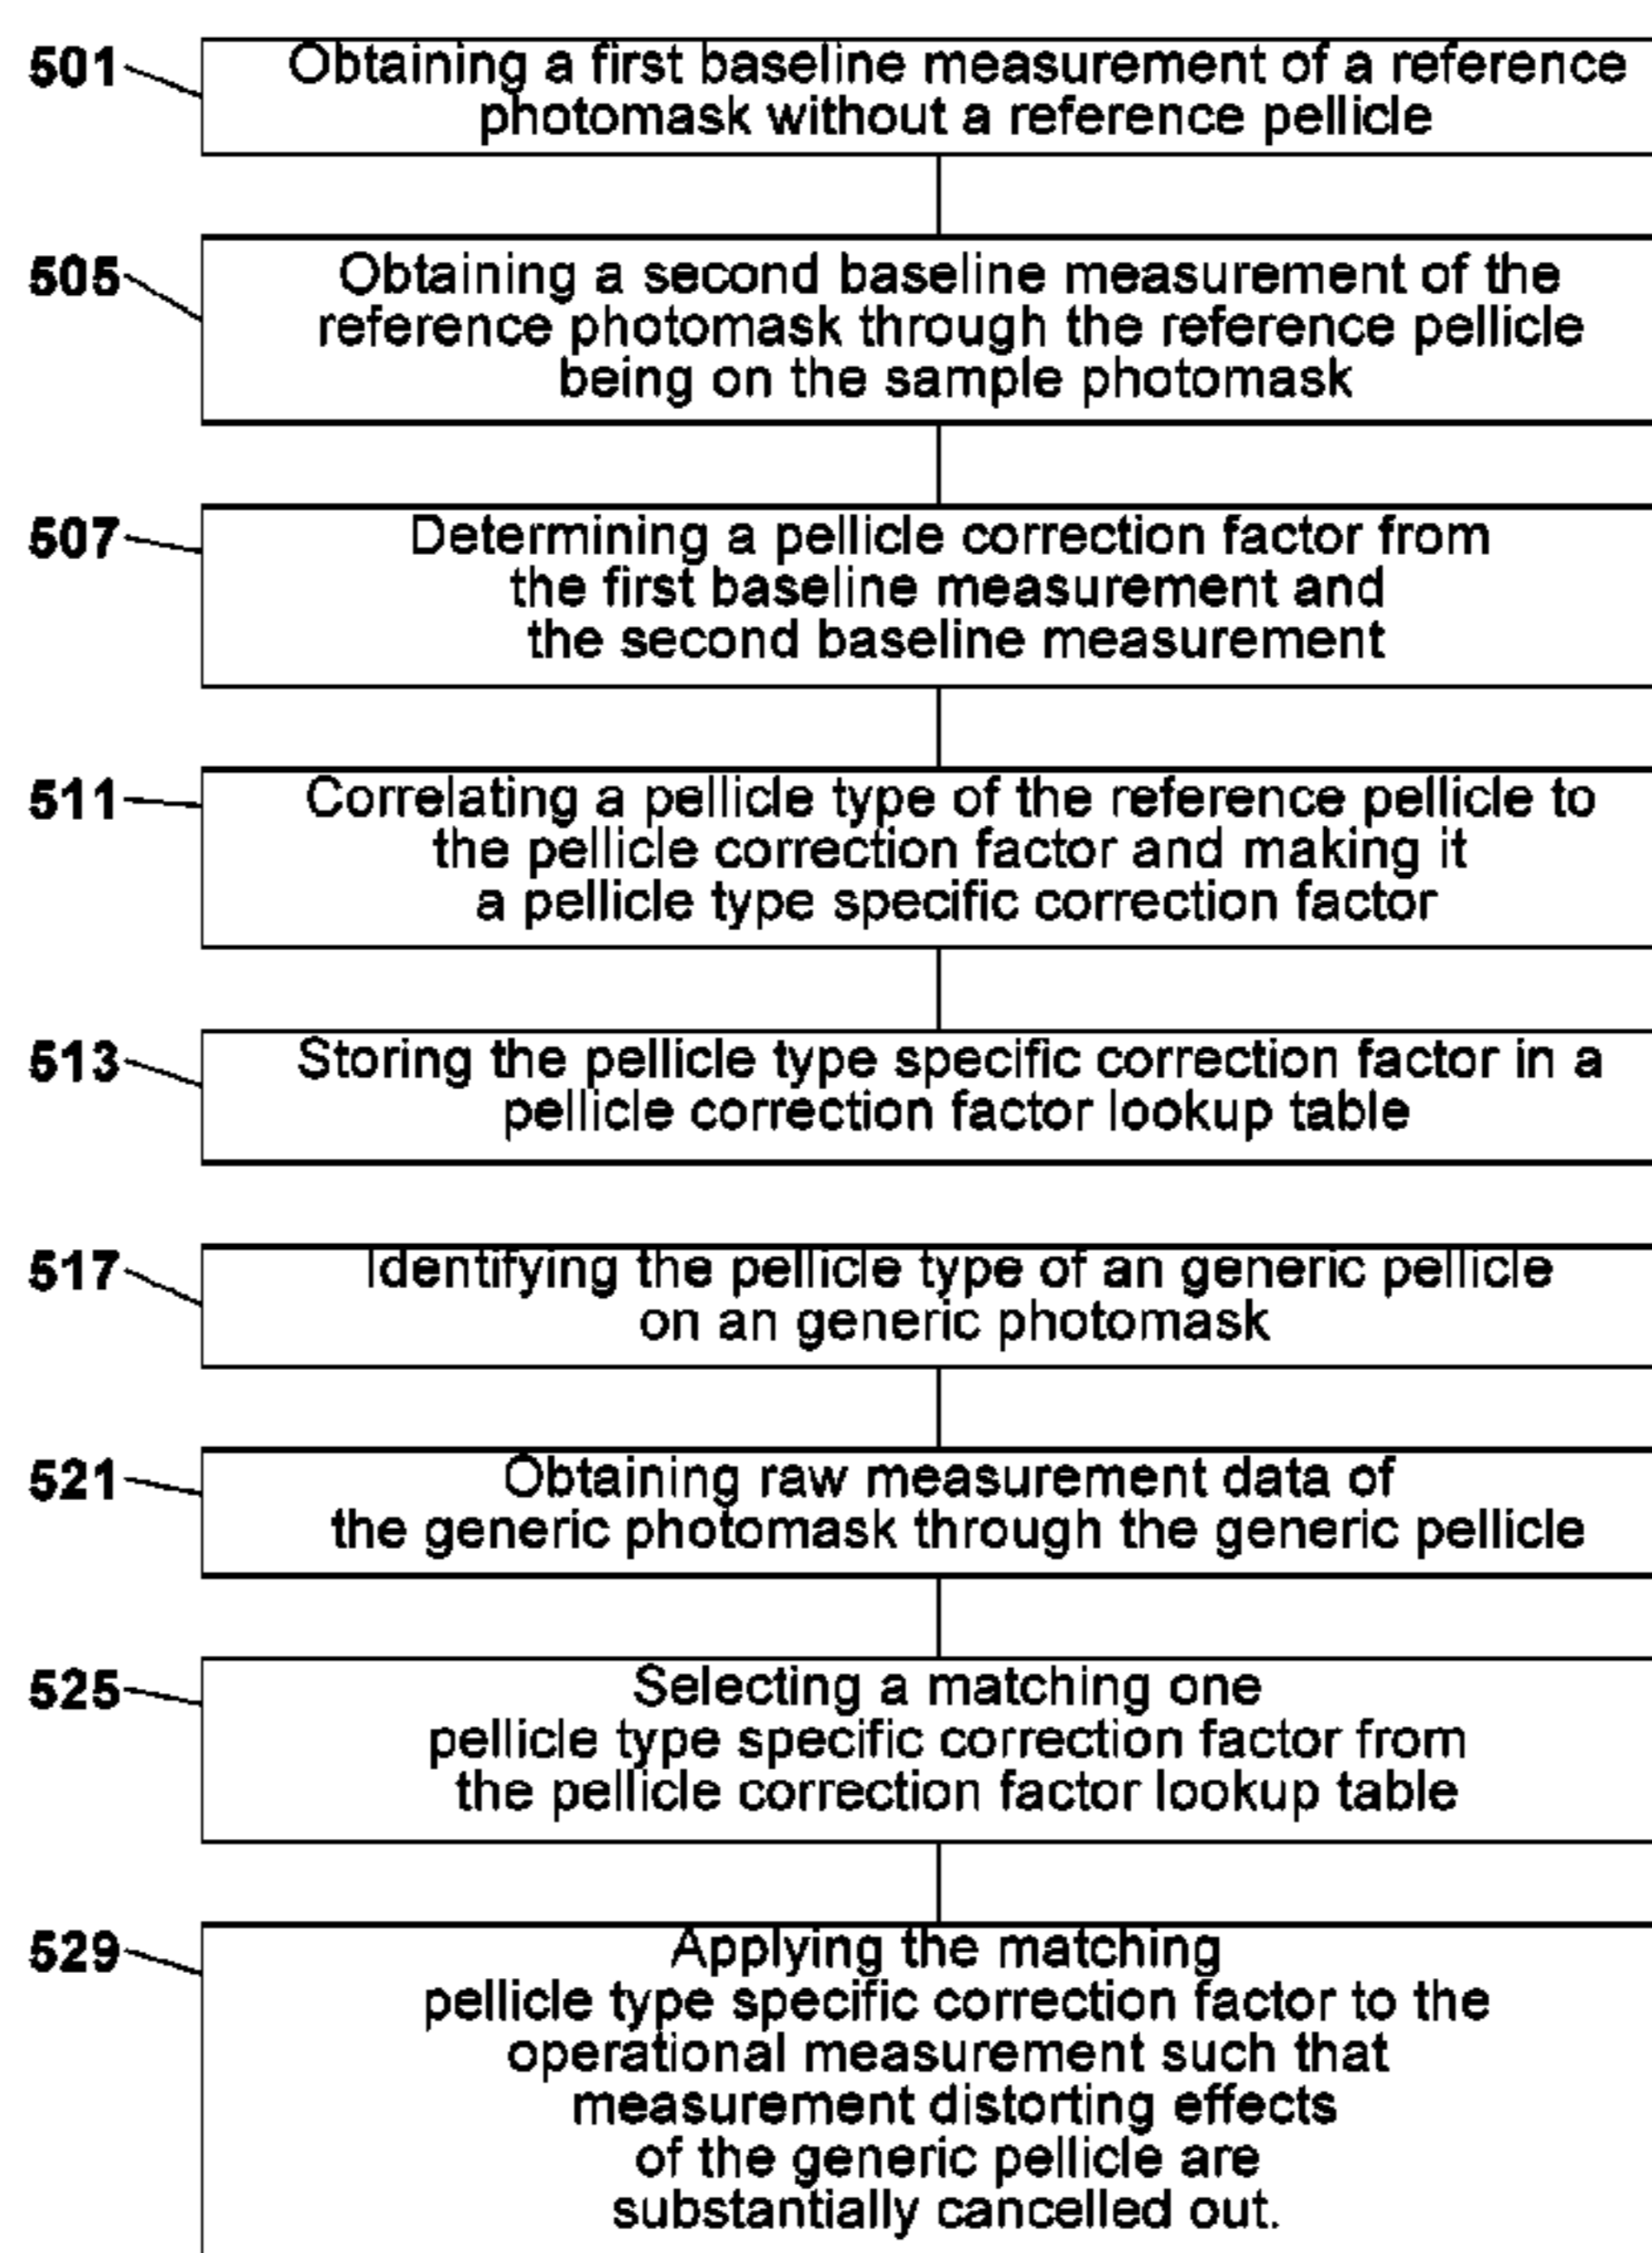 501
Obtaining a first baseline measurement of a reference
photomask without a reference pellicle
505
Obtaining a second baseline measurement of the
reference photomask through the reference pellicle
being on the sample photomask
507
Determining a pellicle correction factor from
the first baseline measurement and
the second baseline measurement
511
Correlating a pellicle type of the reference pellicle to
the pellicle correction factor and making it
a pellicle type specific correction factor
513
Storing the pellicle type specific correction factor in a
pellicle correction factor lookup table
517
Identifying the pellicle type of an generic pellicle
on an generic photomask
521
Obtaining raw measurement data of
the generic photomask through the generic pellicle
525
Selecting a matching one
pellicle type specific correction factor from
the pellicle correction factor lookup table
529
Applying the matching
pellicle type specific correction factor to the
operational measurement such that
measurement distorting effects
of the generic pellicle are
substantially cancelled out.